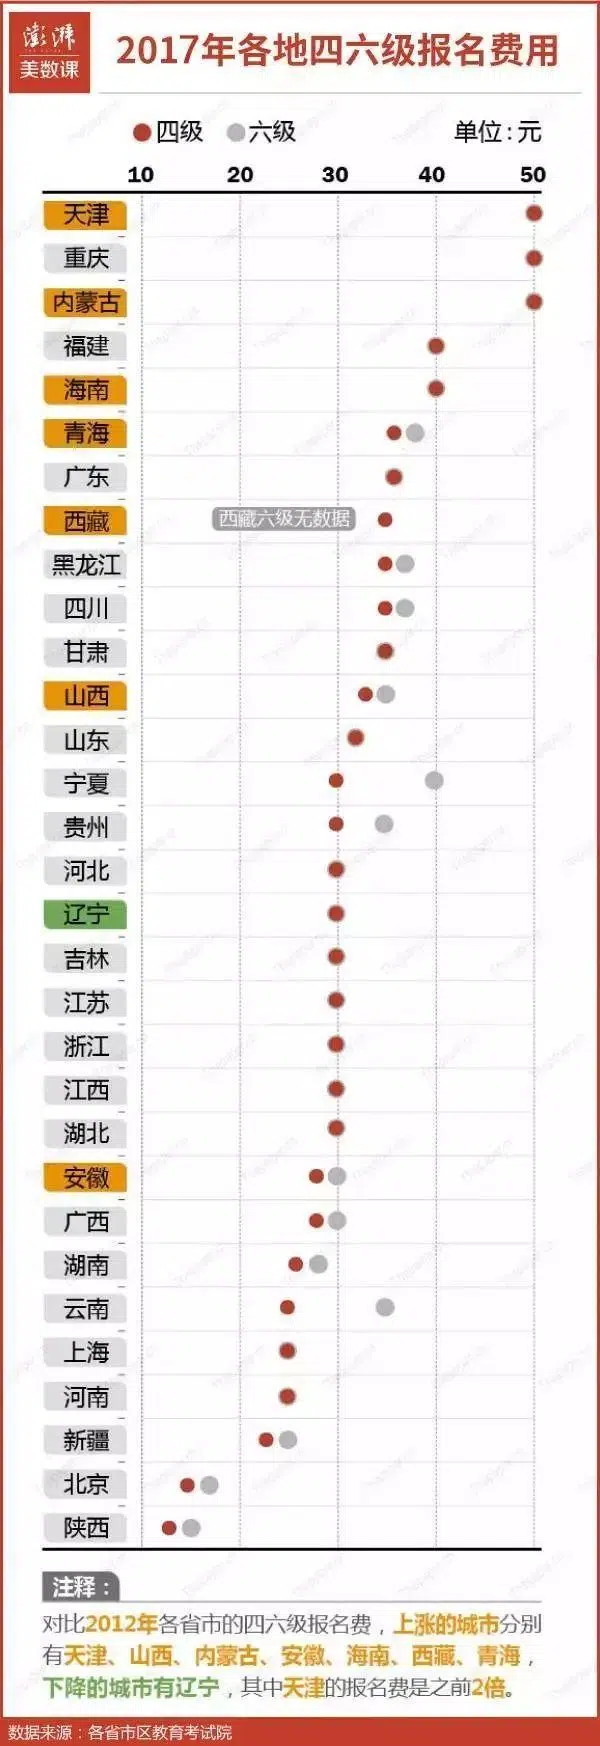 澎湃
美数课
2017年各地四六级报名费用
四级 六级 单位:元
10 20 30 40 50
天津
重庆
内蒙古
福建
海南
青海
广东
西藏 西藏六级无数据
黑龙江
四川
甘肃
山西
山东
宁夏
贵州
河北
辽宁
吉林
江苏
浙江
江西
湖北
安徽
广西
湖南
云南
上海
河南
新疆
北京
陕西
注释:
对比2012年各省市的四六级报名费,上涨的城市分别
有天津、山西、内蒙古、安徽、海南、西藏、青海,
下降的城市有辽宁,其中天津的报名费是之前2倍。
数据来源:各省市区教育考试院